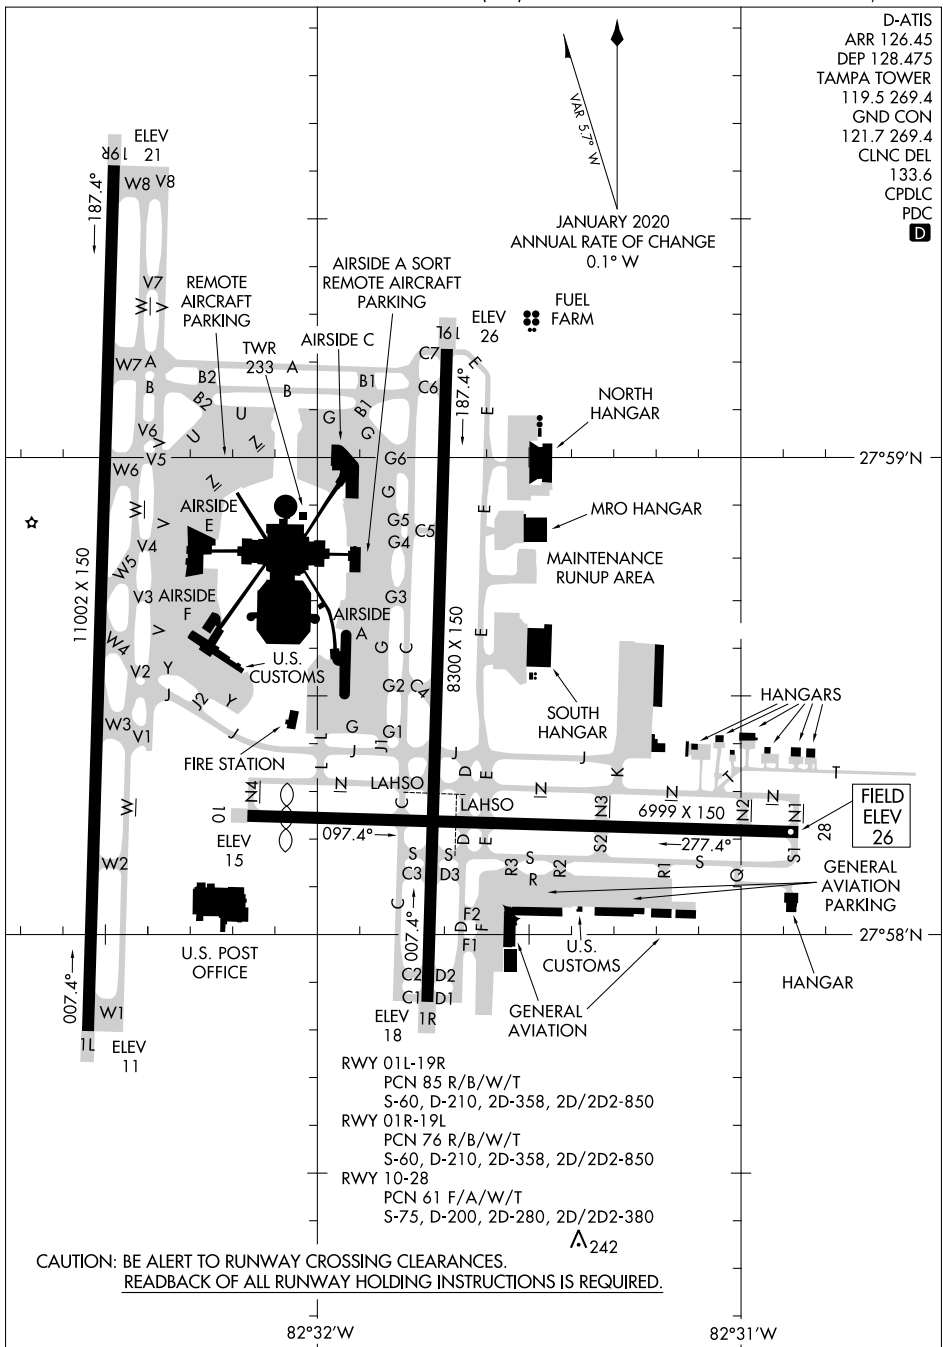 D-ATIS
ARR 126.45
DEP 128.475
TAMPA TOWER
119.5 269.4
GND CON
121.7 269.4
CLNC DEL
133.6
CPDLC
PDC
D
VAR 5.7° W
JANUARY 2020
ANNUAL RATE OF CHANGE
0.1° W
19R
ELEV
21
187.4°
W8 V8
V7
W
V
REMOTE
AIRCRAFT
PARKING
TWR
233
AIRSIDE A SORT
REMOTE AIRCRAFT
PARKING
AIRSIDE C
19L
ELEV
26
FUEL
FARM
C7
E
W7 A
A
B
B2
B
B1
C6
187.4°
B2
U
G
B1
E
NORTH
HANGAR
V6
V
U
Z
G
V5
W6
G6
27°59'N
Z
G
AIRSIDE
E
W
V
G5
C5
E
MRO HANGAR
V4
G4
W5
MAINTENANCE
RUNUP AREA
11002 X 150
V3
AIRSIDE
F
AIRSIDE
A
G3
8300 X 150
V
W4
G
C
E
U.S.
CUSTOMS
V2
Y
J
J2
Y
G2
C4
HANGARS
SOUTH
HANGAR
W3
V1
J
G
G1
FIRE STATION
L
J
J1
J
J
L
D
E
K
T
T
LAHSO
N4
Z
Z
Z
Z
W
C
LAHSO
N3
N2
N1
10
6999 X 150
FIELD
ELEV
26
ELEV
15
097.4°
D
E
S2
277.4°
S1
28
W2
S
S
S
S
C3
D3
R3
R
R2
R1
Q
GENERAL
AVIATION
PARKING
C
007.4°
F2
D
F
F1
U.S. POST
OFFICE
U.S.
CUSTOMS
27°58'N
007.4°
C2
D2
HANGAR
W1
C1
D1
GENERAL
AVIATION
1L
ELEV
11
ELEV
18
1R
RWY 01L-19R
PCN 85 R/B/W/T
S-60, D-210, 2D-358, 2D/2D2-850
RWY 01R-19L
PCN 76 R/B/W/T
S-60, D-210, 2D-358, 2D/2D2-850
RWY 10-28
PCN 61 F/A/W/T
S-75, D-200, 2D-280, 2D/2D2-380
242
CAUTION: BE ALERT TO RUNWAY CROSSING CLEARANCES.
READBACK OF ALL RUNWAY HOLDING INSTRUCTIONS IS REQUIRED.
82°32'W
82°31'W